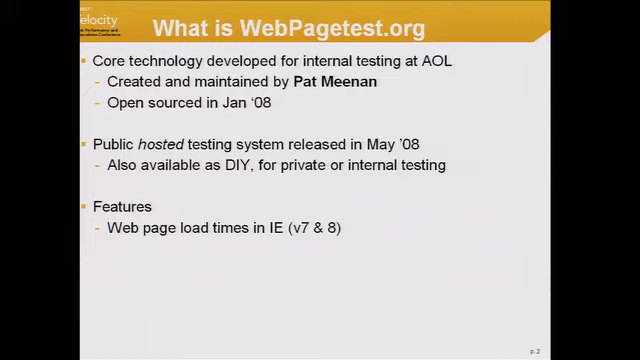 What is WebPagetest.org
Core technology developed for internal testing at AOL
- Created and maintained by Pat Meenan
- Open sourced in Jan ‘08
Public hosted testing system released in May ’08
- Also available as DIY, for private or internal testing
Features
- Web page load times in IE (v7 & 8)
p. 2